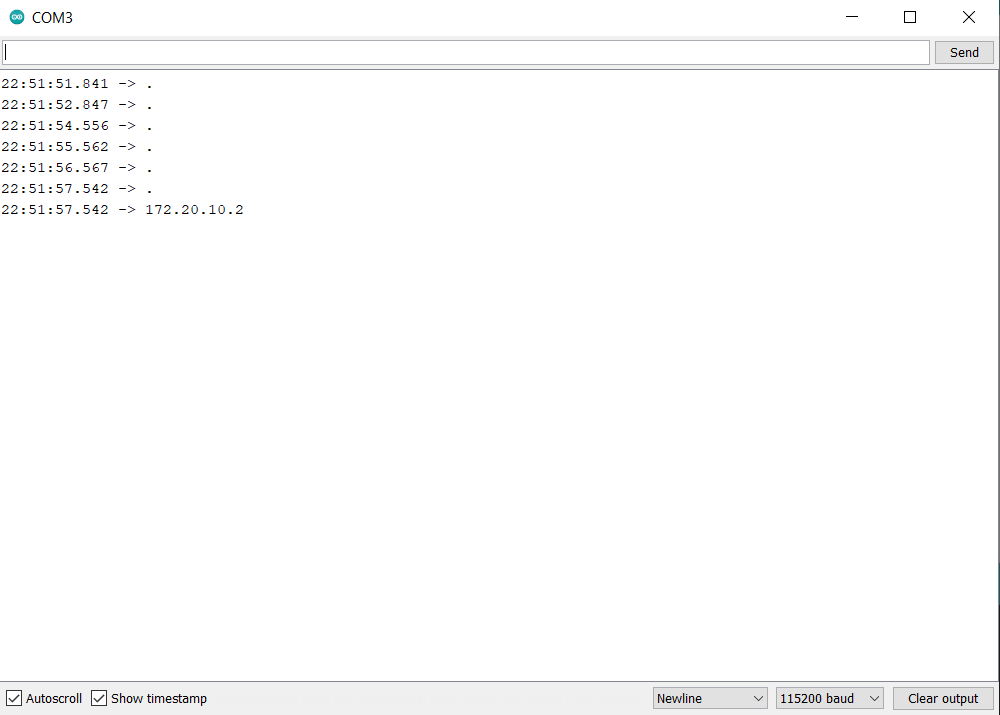 COM3
Send
22:51:51.841 -> .
22:51:52.847 -> .
22:51:54.556 -> .
22:51:55.562 -> .
22:51:56.567 -> .
22:51:57.542 -> .
22:51:57.542 -> 172.20.10.2
Autoscroll Show timestamp Newline 115200 baud Clear output